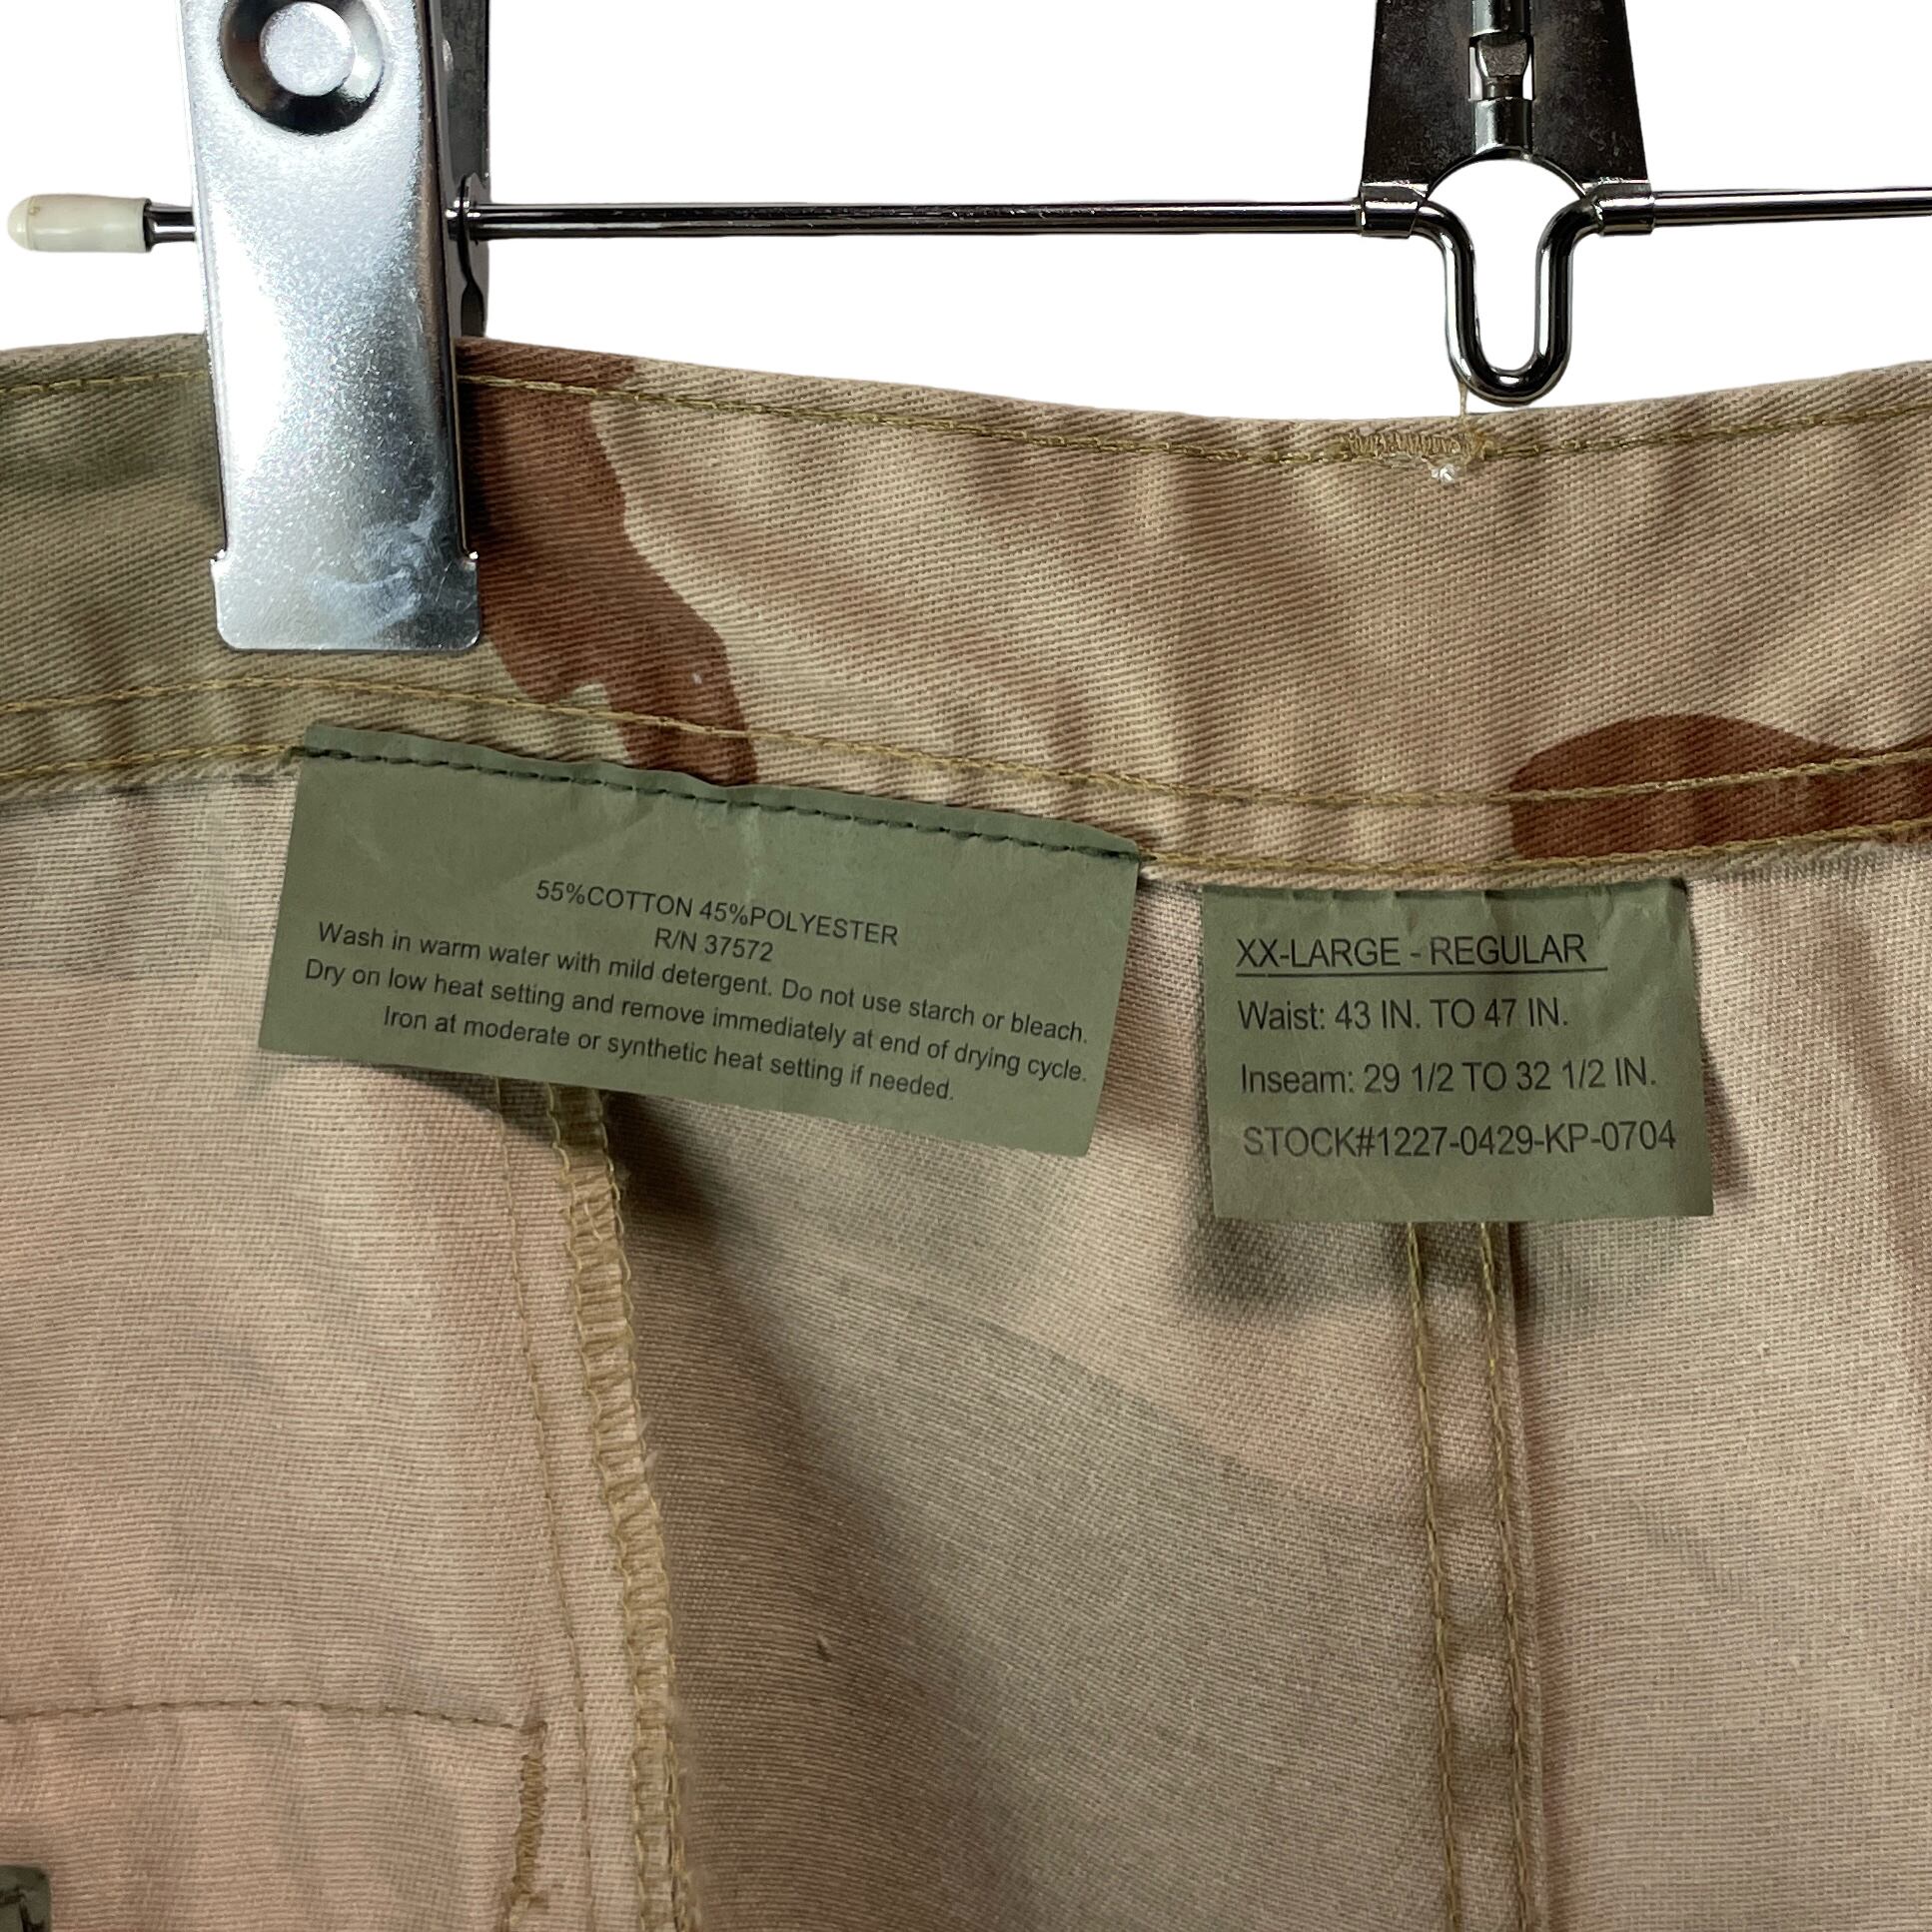 55%COTTON 45%POLYESTER
R/N 37572
Wash in warm water with mild detergent. Do not use starch or bleach.
Dry on low heat setting and remove immediately at end of drying cycle.
Iron at moderate or synthetic heat setting if needed.
XX-LARGE - REGULAR
Waist: 43 IN. TO 47 IN.
Inseam: 29 1/2 TO 32 1/2 IN.
STOCK#1227-0429-KP-0704